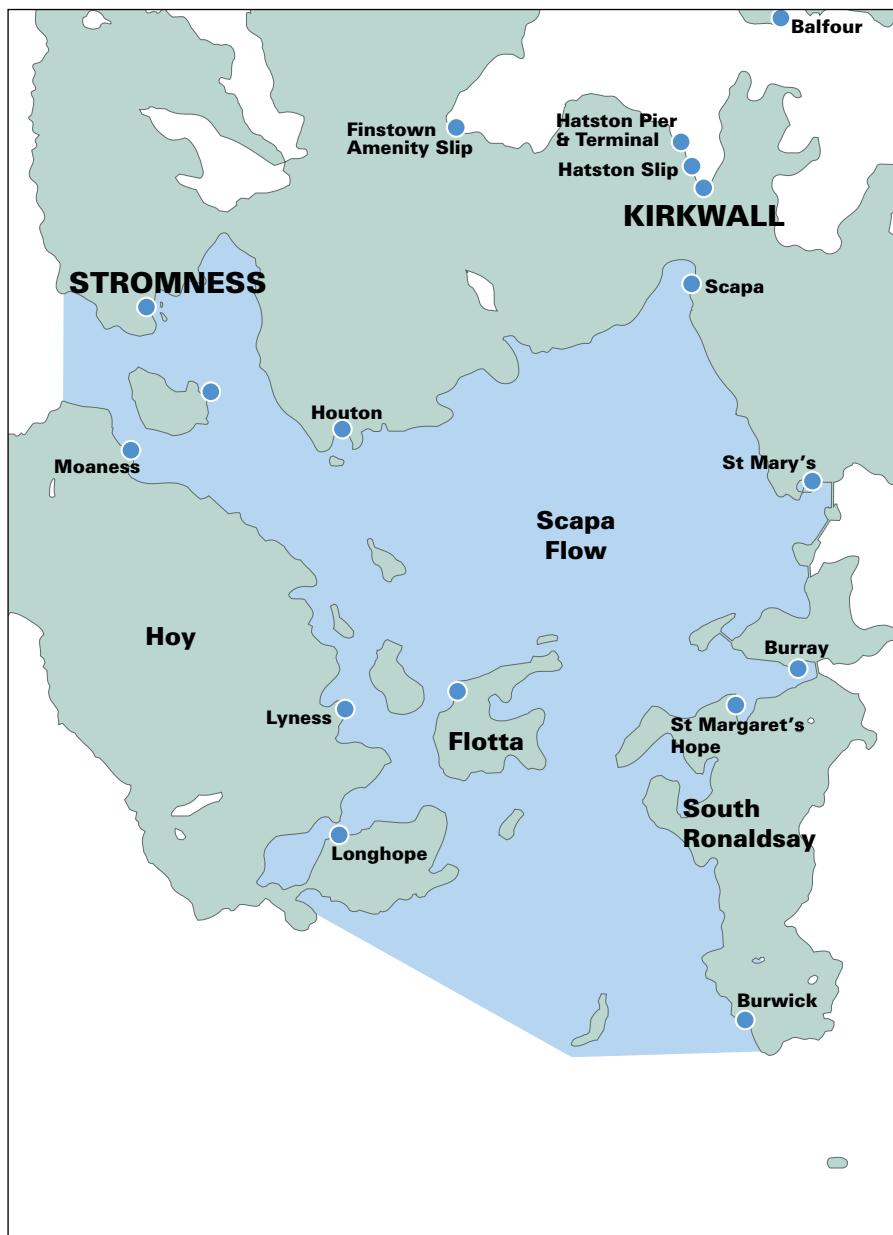 Balfour
Finstown
Amenity Slip
Hatston Pier
& Terminal
Hatston Slip
KIRKWALL
STROMNESS
Scapa
Houton
Moaness
St Mary's
Scapa
Flow
Hoy
Burray
Lyness
Flotta
St Margaret's
Hope
South
Ronaldsay
Longhope
Burwick